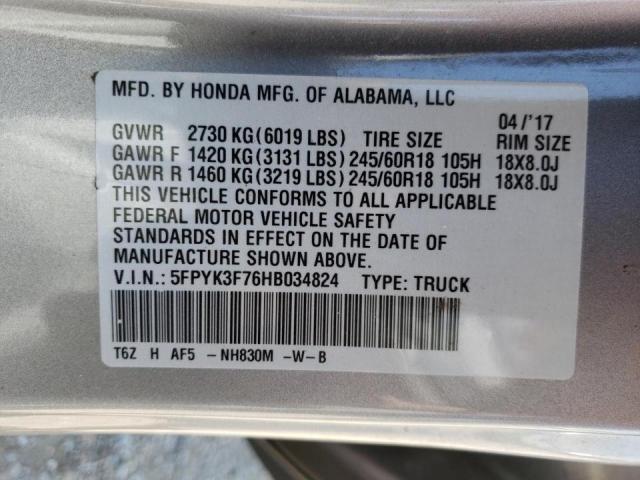 MFD. BY HONDA MFG. OF ALABAMA, LLC
04/'17
GVWR 2730 KG(6019 LBS) TIRE SIZE RIM SIZE
GAWR F 1420 KG(3131 LBS)245/60R18 105H 18X8.0J
GAWR R 1460 KG(3219 LBS)245/60R18 105H 18X8.0J
THIS VEHICLE CONFORMS TO ALL APPLICABLE
FEDERAL MOTOR VEHICLE SAFETY
STANDARDS IN EFFECT ON THE DATE OF
MANUFACTURE SHOWN ABOVE.
V.I.N.: 5FPYK3F76HB034824 TYPE: TRUCK
T6Z H AF5 -NH830M -W-B